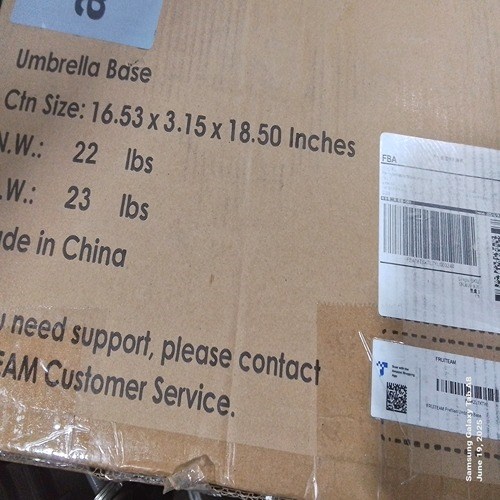 Umbrella Base
Ctn Size: 16.53 x 3.15 x 18.50 Inches
N.W.: 22 lbs
.W.: 23 lbs
de in China
u need support, please contact
EAM Customer Service.
FBA
TRUITEAM
Samsung Galaxy Tab A8
June 19, 2025